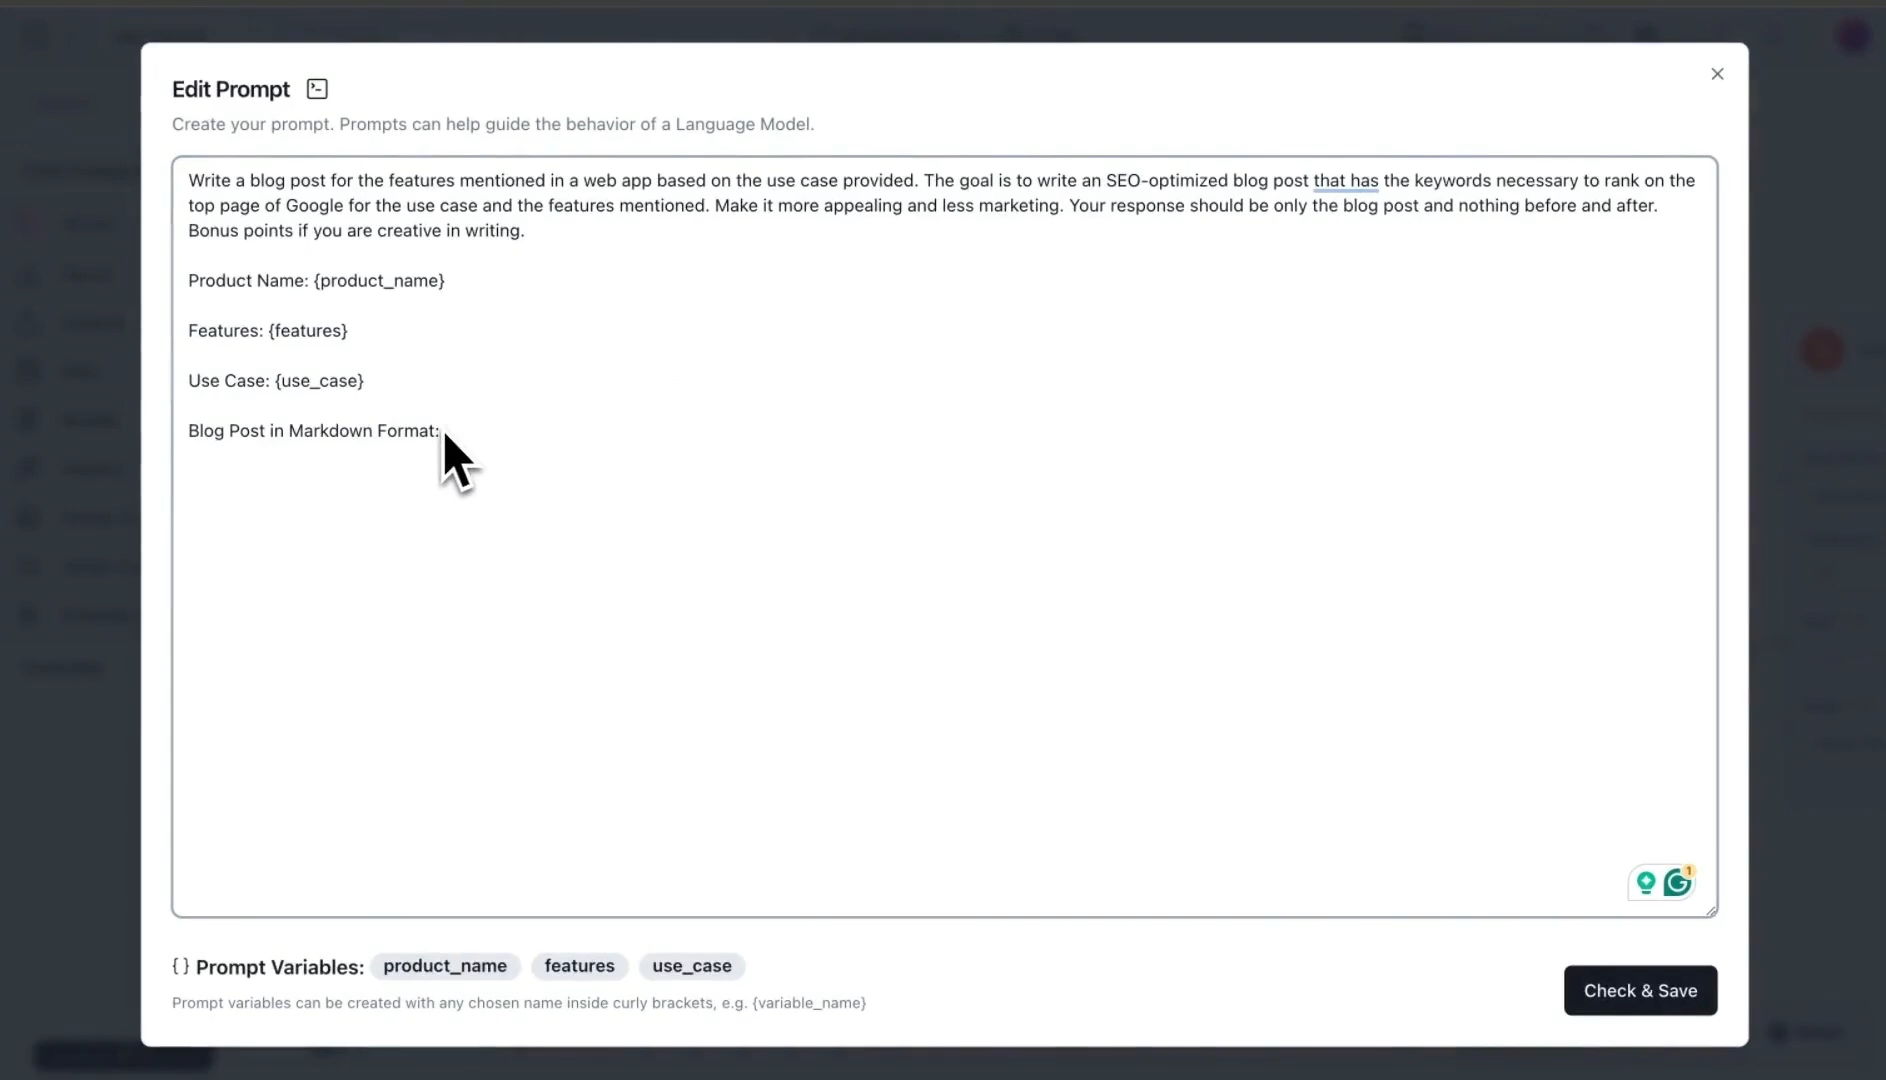 Edit Prompt
Create your prompt. Prompts can help guide the behavior of a Language Model.
Write a blog post for the features mentioned in a web app based on the use case provided. The goal is to write an SEO-optimized blog post that has the keywords necessary to rank on the
top page of Google for the use case and the features mentioned. Make it more appealing and less marketing. Your response should be only the blog post and nothing before and after.
Bonus points if you are creative in writing.
Product Name: {product_name}
Features: {features}
Use Case: {use_case}
Blog Post in Markdown Format:
1
{} Prompt Variables: product_name features use_case
Prompt variables can be created with any chosen name inside curly brackets, e.g. {variable_name}
Check & Save